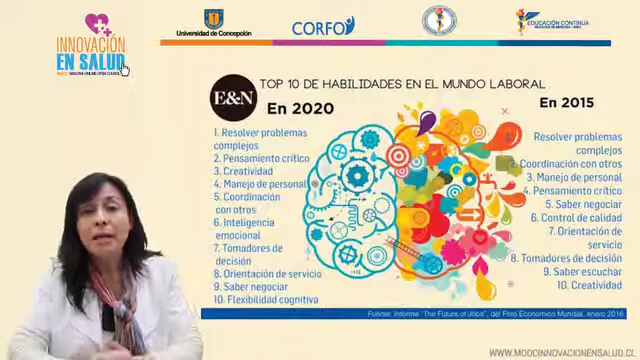 INNOVACIÓN
EN SALUD
Universidad de Concepción
CORFO
EDUCACIÓN CONTINUA
E&N
TOP 10 DE HABILIDADES EN EL MUNDO LABORAL
En 2020
1. Resolver problemas
complejos
2. Pensamiento crítico
3. Creatividad
4. Manejo de personal
5. Coordinación
con otros
6. Inteligencia
emocional
7. Tomadores de
decisión
8. Orientación de servicio
9. Saber negociar
10. Flexibilidad cognitiva
En 2015
Resolver problemas
complejos
2. Coordinación con otros
3. Manejo de personal
4. Pensamiento crítico
5. Saber negociar
6. Control de calidad
7. Orientación de
servicio
8. Tomadores de decisión
9. Saber escuchar
10. Creatividad
Fuente: Informe "The Future of Jobs", del Foro Económico Mundial, enero 2016
WWW.MOOCINNOVACIONENSALUD.CL